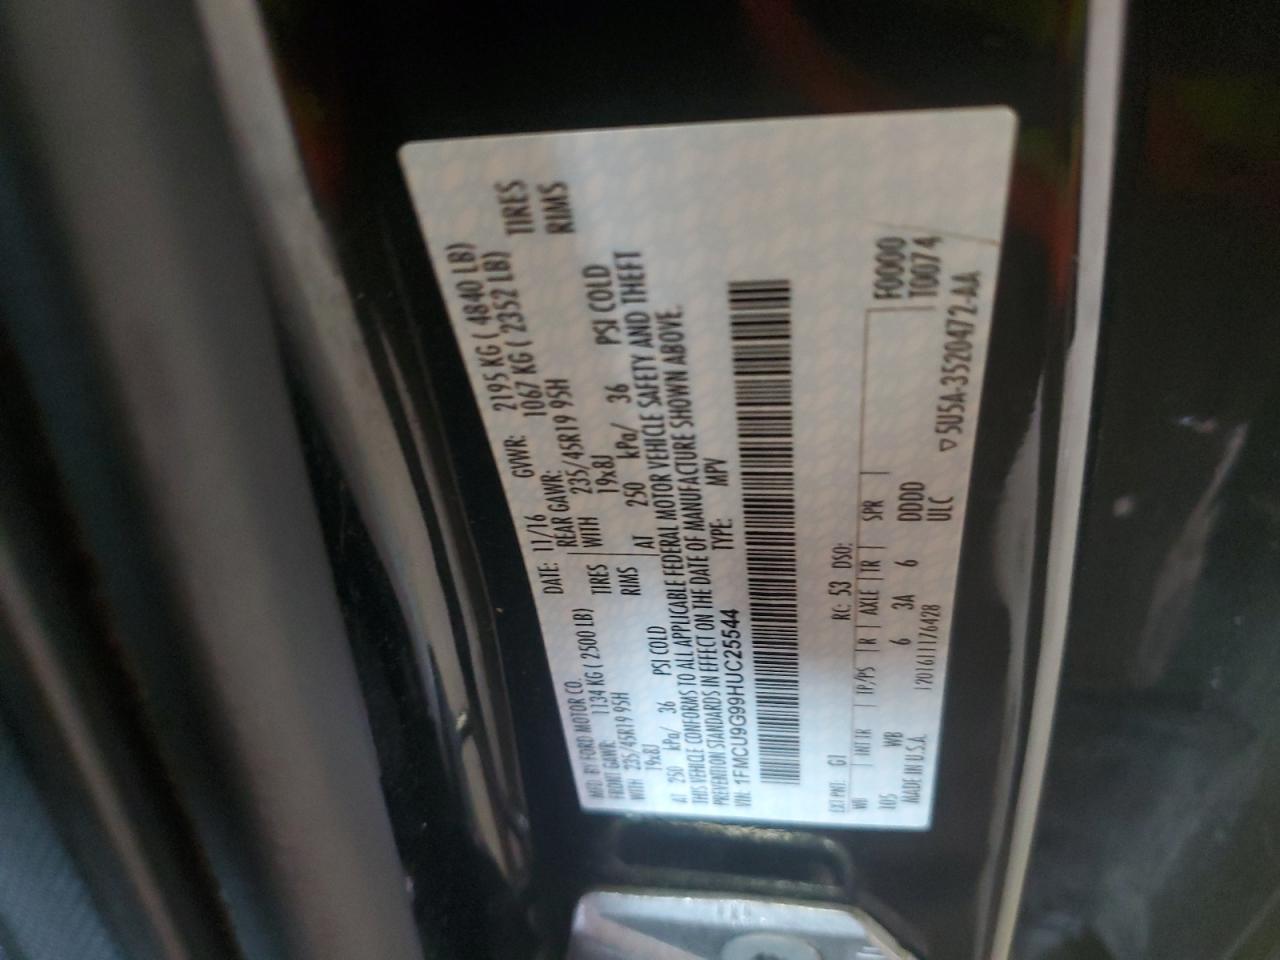 MFD. BY FORD MOTOR CO. DATE: 11/16 GVWR: 2195 KG ( 4840 LB)
FRONT GAWR: 1134 KG ( 2500 LB) REAR GAWR: 1067 KG ( 2352 LB)
WITH 235/45R19 95H TIRES WITH 235/45R19 95H TIRES
19x8J RIMS 19x8J RIMS
AT 250 kPa/ 36 PSI COLD AT 250 kPa/ 36 PSI COLD
THIS VEHICLE CONFORMS TO ALL APPLICABLE FEDERAL MOTOR VEHICLE SAFETY AND THEFT
PREVENTION STANDARDS IN EFFECT ON THE DATE OF MANUFACTURE SHOWN ABOVE.
VIN: 1FMCU9G99HUC25544 TYPE: MPV
EXT PNT: G1 RC: 53 DSO: F0000
WB INT TR TP/PS R AXLE TR SPR T0074
105 WB 6 3A 6 DDDD
MADE IN U.S.A. 1201611176428 ULC ▽5U5A-3520472-AA